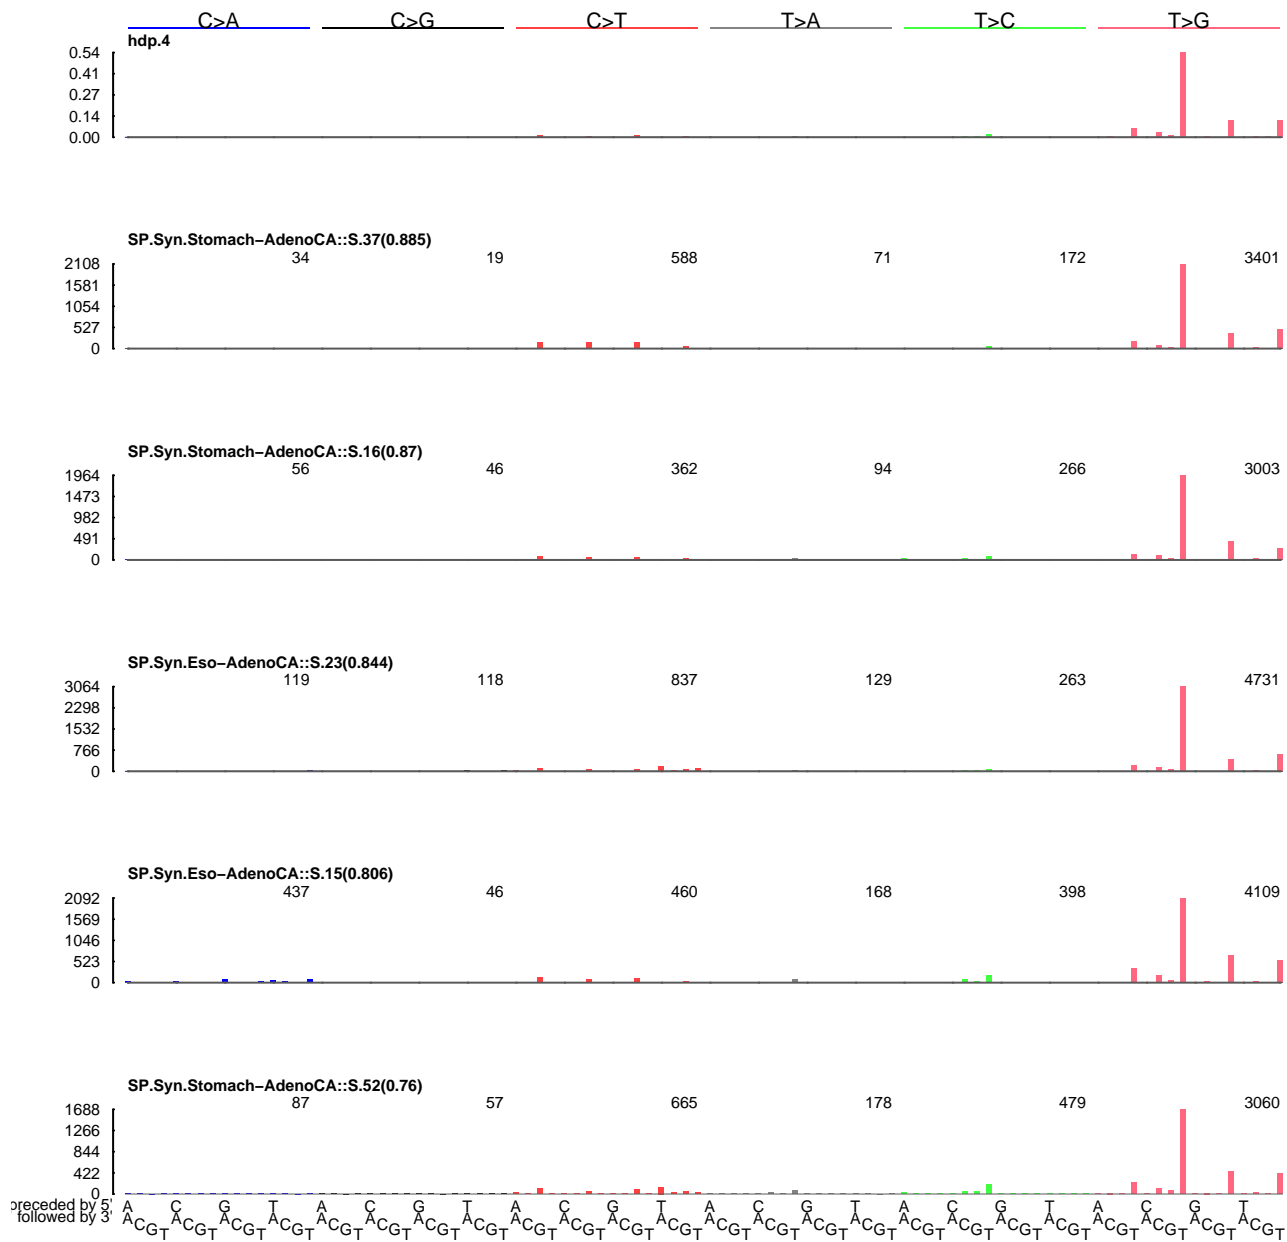 C>A C>G C>T T>A T>C T>G
hdp.4
0.54
0.41
0.27
0.14
0.00
SP.Syn.Stomach−AdenoCA::S.37(0.885)
34 19 588 71 172 3401
2108
1581
1054
527
0
SP.Syn.Stomach−AdenoCA::S.16(0.87)
56 46 362 94 266 3003
1964
1473
982
491
0
SP.Syn.Eso−AdenoCA::S.23(0.844)
119 118 837 129 263 4731
3064
2298
1532
766
0
SP.Syn.Eso−AdenoCA::S.15(0.806)
437 46 460 168 398 4109
2092
1569
1046
523
0
SP.Syn.Stomach−AdenoCA::S.52(0.76)
87 57 665 178 479 3060
1688
1266
844
422
0
preceded by 5' A C G T A C G T A C G T A C G T A C G T A C G T
followed by 3' A C G T A C G T A C G T A C G T A C G T A C G T A C G T A C G T A C G T A C G T A C G T A C G T A C G T A C G T A C G T A C G T A C G T A C G T A C G T A C G T A C G T A C G T A C G T A C G T